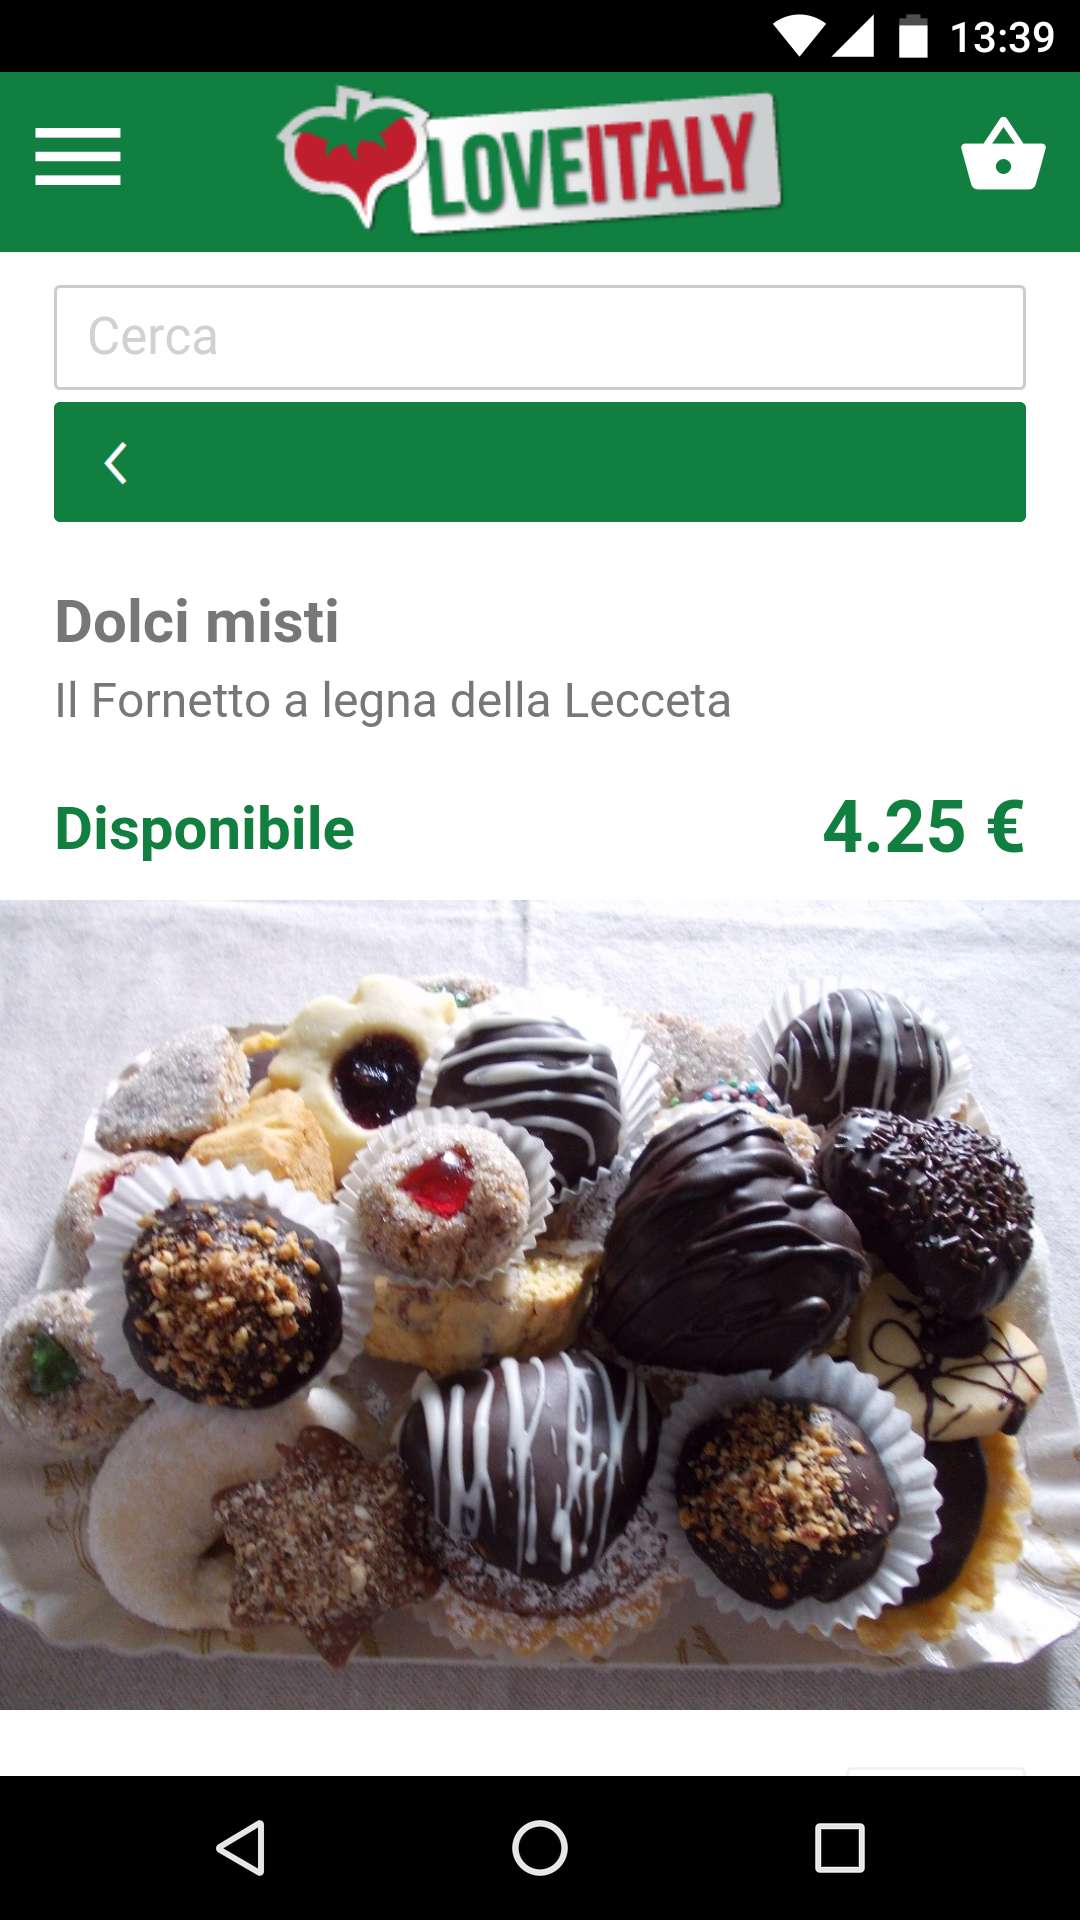 13:39
LOVEITALY
Cerca
Dolci misti
Il Fornetto a legna della Lecceta
Disponibile
4.25 €